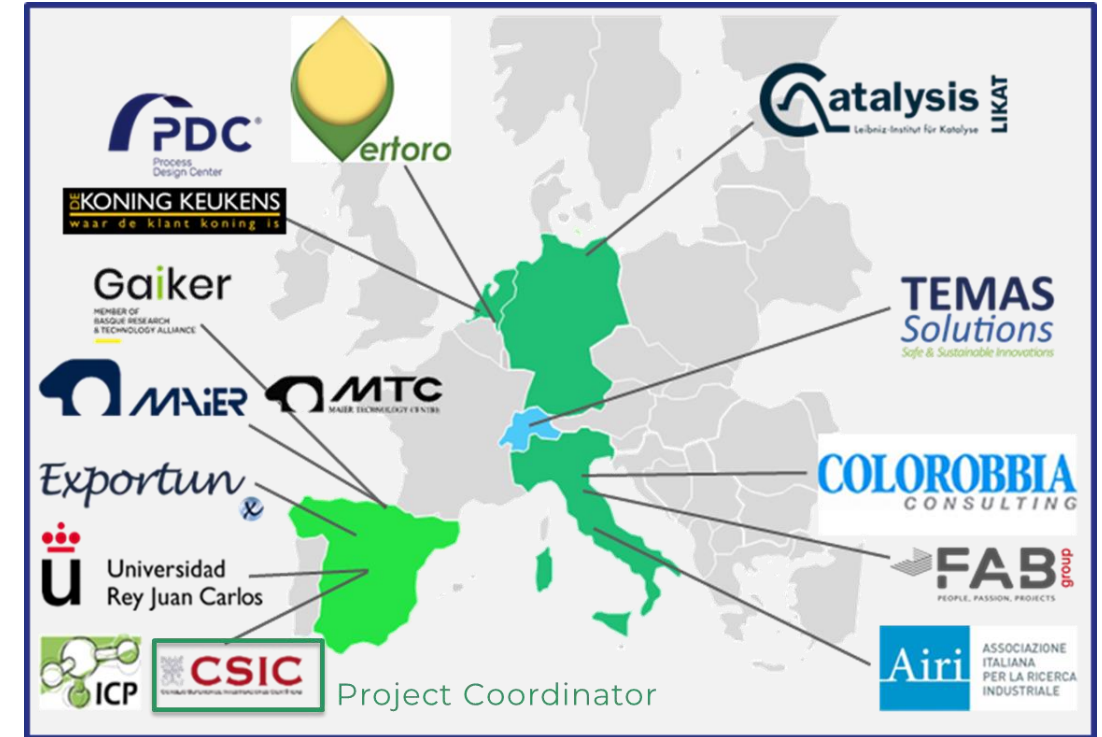 PDC
Process
Design Center
DE KONING KEUKENS
waar de klant koning is
ertoro
Catalysis
LIKAT
Leibniz-Institut für Katalyse
Gaiker
MEMBER OF
BASQUE RESEARCH
& TECHNOLOGY ALLIANCE
MAIER
MTC
MAIER TECHNOLOGY CENTRE
TEMAS
Solutions
Safe & Sustainable Innovations
Exportun
x
COLOROBBIA
CONSULTING
u
Universidad
Rey Juan Carlos
FAB
group
PEOPLE, PASSION, PROJECTS
ICP
CSIC
Project Coordinator
Airi
ASSOCIAZIONE
ITALIANA
PER LA RICERCA
INDUSTRIALE